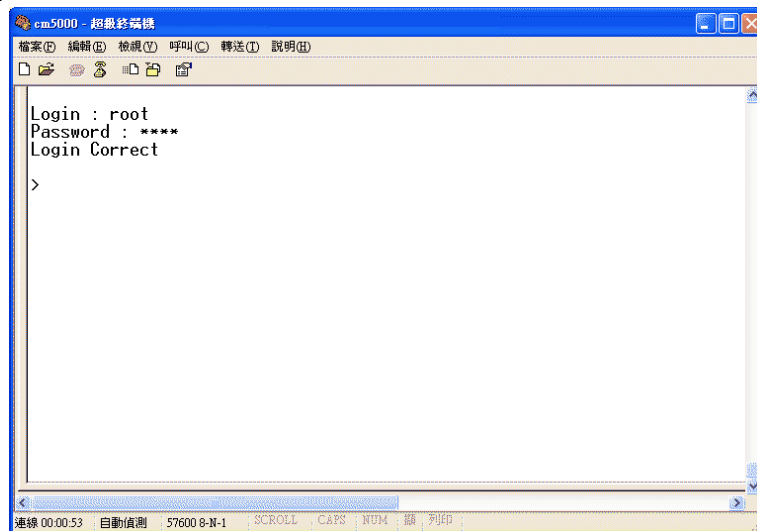 cm5000 - 超級終端機
檔案(F) 編輯(E) 檢視(V) 呼叫(C) 轉送(T) 說明(H)
Login : root
Password : ****
Login Correct
>
連線 00:00:53 自動偵測 57600 8-N-1 SCROLL CAPS NUM 擷 列印